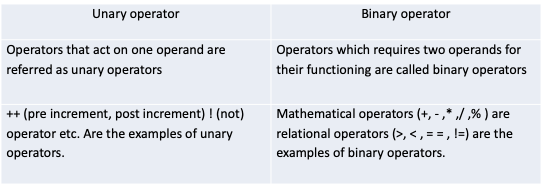 Unary operator
Binary operator
Operators that act on one operand are
referred as unary operators
Operators which requires two operands for
their functioning are called binary operators
++ (pre increment, post increment) ! (not)
operator etc. Are the examples of unary
operators.
Mathematical operators (+, - ,* ,/ ,% ) are
relational operators (>, < , = = , !=) are the
examples of binary operators.